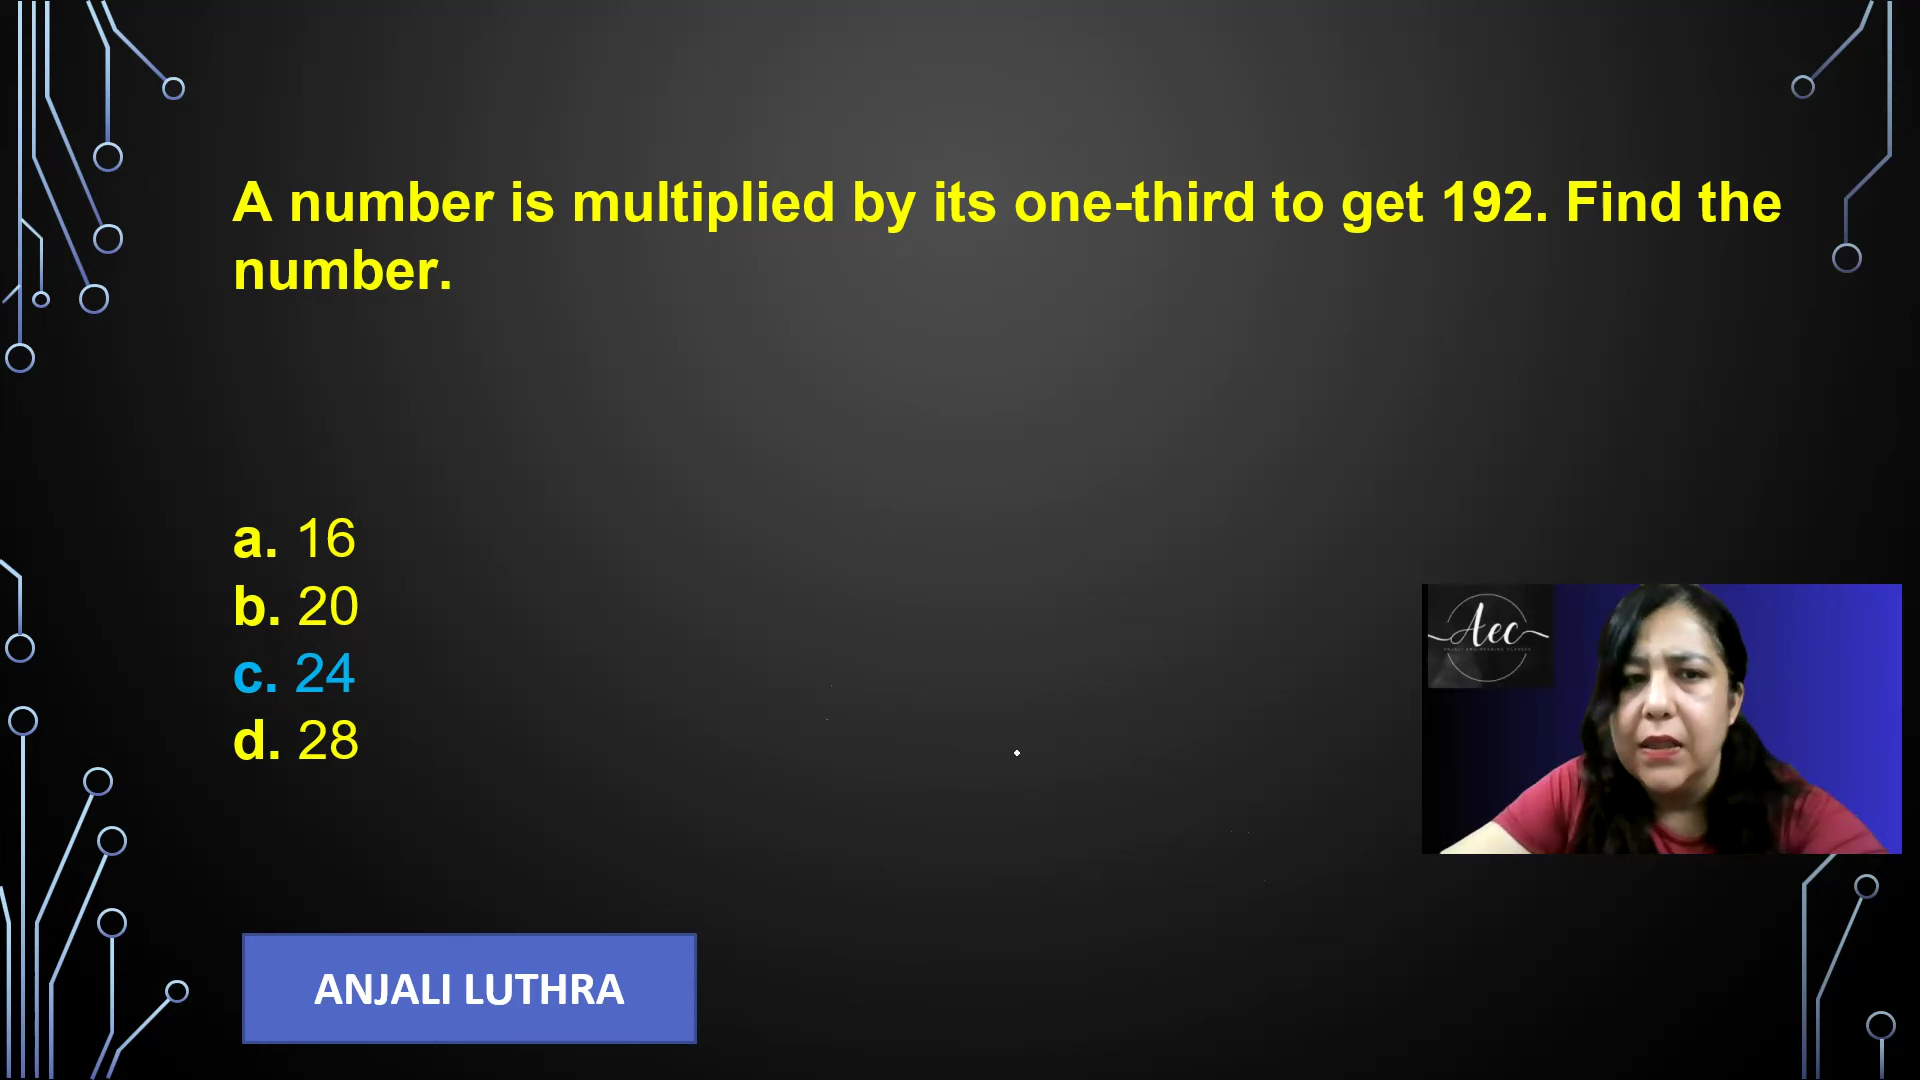 A number is multiplied by its one-third to get 192. Find the
number.
a. 16
b. 20
c. 24
d. 28
Aec
ANJALI LUTHRA